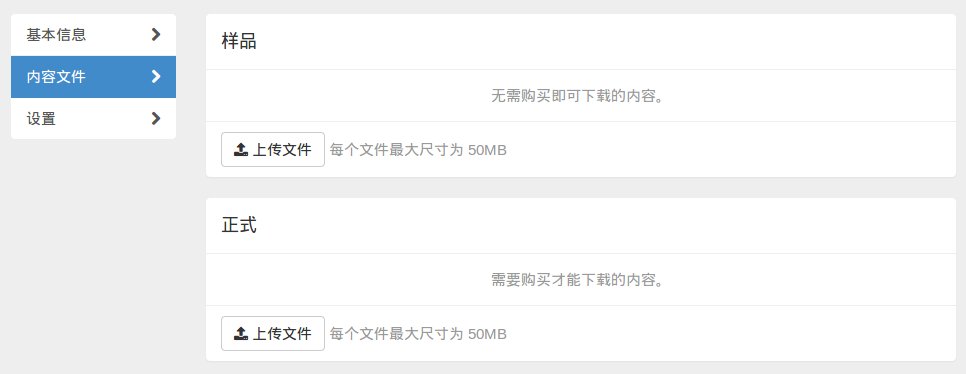 基本信息
内容文件
设置
样品
无需购买即可下载的内容。
上传文件 每个文件最大尺寸为 50MB
正式
需要购买才能下载的内容。
上传文件 每个文件最大尺寸为 50MB